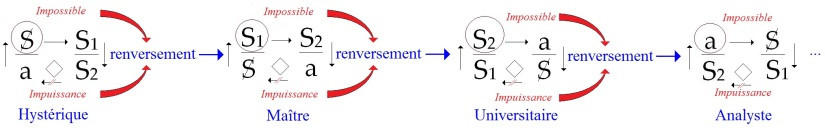 Impossible Impossible Impossible Impossible
$ S1 renversement S1 S2 renversement S2 a renversement a $ ...
a S2 $ a S1 $ S2 S1
Impuissance Impuissance Impuissance Impuissance
Hystérique Maître Universitaire Analyste